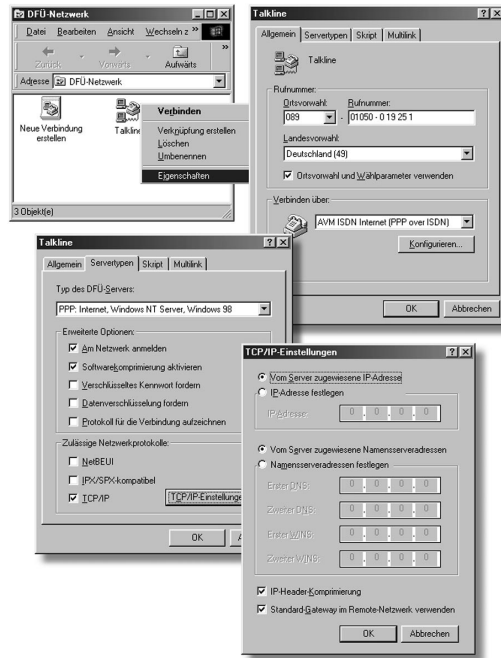 DFÜ-Netzwerk
Datei Bearbeiten Ansicht Wechseln z »
Zurück Vorwärts Aufwärts »
Adresse DFÜ-Netzwerk
Neue Verbindung erstellen
Talkline
Verbinden
Verknüpfung erstellen
Löschen
Umbenennen
Eigenschaften
3 Objekt(e)
Talkline
Allgemein Servertypen Skript Multilink
Talkline
Rufnummer:
Ortsvorwahl: Rufnummer:
089 - 01050 - 0 19 25 1
Landesvorwahl:
Deutschland (49)
Ortsvorwahl und Wählparameter verwenden
Verbinden über:
AVM ISDN Internet (PPP over ISDN)
Konfigurieren...
OK Abbrechen
Talkline
Allgemein Servertypen Skript Multilink
Typ des DFÜ-Servers:
PPP: Internet, Windows NT Server, Windows 98
Erweiterte Optionen:
Am Netzwerk anmelden
Softwarekomprimierung aktivieren
Verschlüsseltes Kennwort fordern
Datenverschlüsselung fordern
Protokoll für die Verbindung aufzeichnen
Zulässige Netzwerkprotokolle:
NetBEUI
IPX/SPX-kompatibel
TCP/IP TCP/IP-Einstellunge
OK A
TCP/IP-Einstellungen
Vom Server zugewiesene IP-Adresse
IP-Adresse festlegen
IP-Adresse: 0 . 0 . 0 . 0
Vom Server zugewiesene Namensserveradressen
Namensserveradressen festlegen
Erster DNS: 0 . 0 . 0 . 0
Zweiter DNS: 0 . 0 . 0 . 0
Erster WINS: 0 . 0 . 0 . 0
Zweiter WINS: 0 . 0 . 0 . 0
IP-Header-Komprimierung
Standard-Gateway im Remote-Netzwerk verwenden
OK Abbrechen